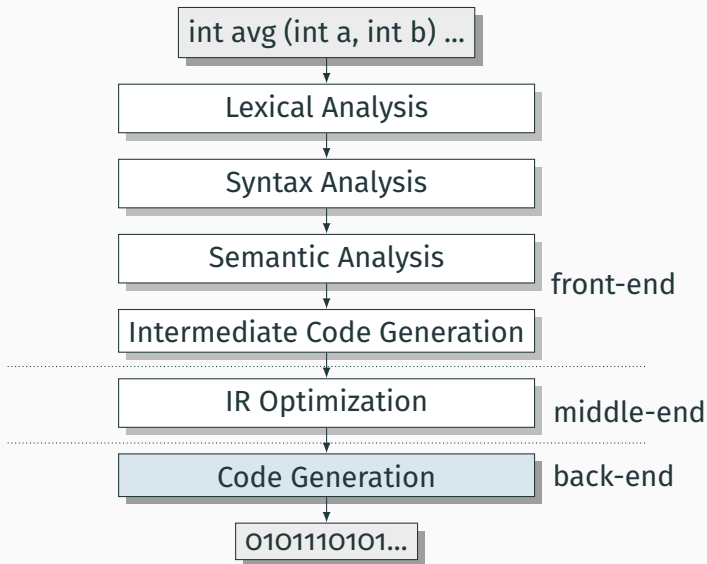 int avg (int a, int b) ...
Lexical Analysis
Syntax Analysis
Semantic Analysis
front-end
Intermediate Code Generation
IR Optimization
middle-end
Code Generation
back-end
0101110101...